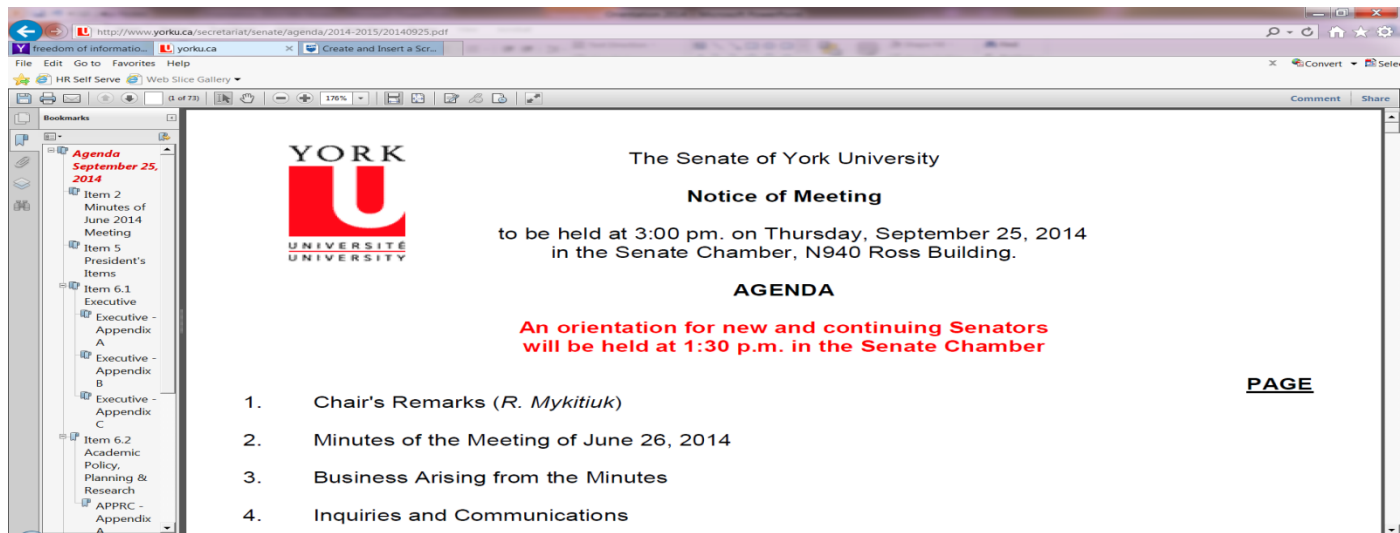 http://www.yorku.ca/secretariat/senate/agenda/2014-2015/20140925.pdf
freedom of informatio...
yorku.ca
Create and Insert a Scr...
File Edit Go to Favorites Help
Convert
HR Self Serve
Web Slice Gallery
(1 of 73)
176%
Comment
Share
Bookmarks
Agenda
September 25,
2014
Item 2
Minutes of
June 2014
Meeting
Item 5
President's
Items
Item 6.1
Executive
Executive -
Appendix
A
Executive -
Appendix
B
Executive -
Appendix
C
Item 6.2
Academic
Policy,
Planning &
Research
APPRC -
Appendix
A
YORK
U
UNIVERSITÉ
UNIVERSITY
The Senate of York University
Notice of Meeting
to be held at 3:00 pm. on Thursday, September 25, 2014
in the Senate Chamber, N940 Ross Building.
AGENDA
An orientation for new and continuing Senators
will be held at 1:30 p.m. in the Senate Chamber
PAGE
1. Chair's Remarks (R. Mykitiuk)
2. Minutes of the Meeting of June 26, 2014
3. Business Arising from the Minutes
4. Inquiries and Communications